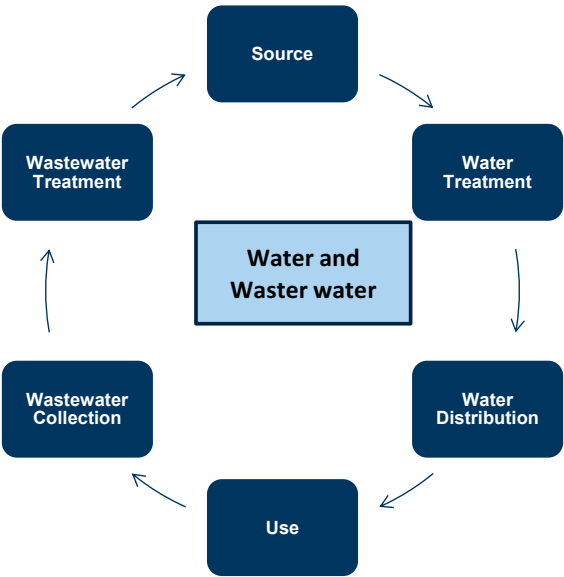 Source
Water
Treatment
Water
Distribution
Use
Wastewater
Collection
Wastewater
Treatment
Water and
Waster water